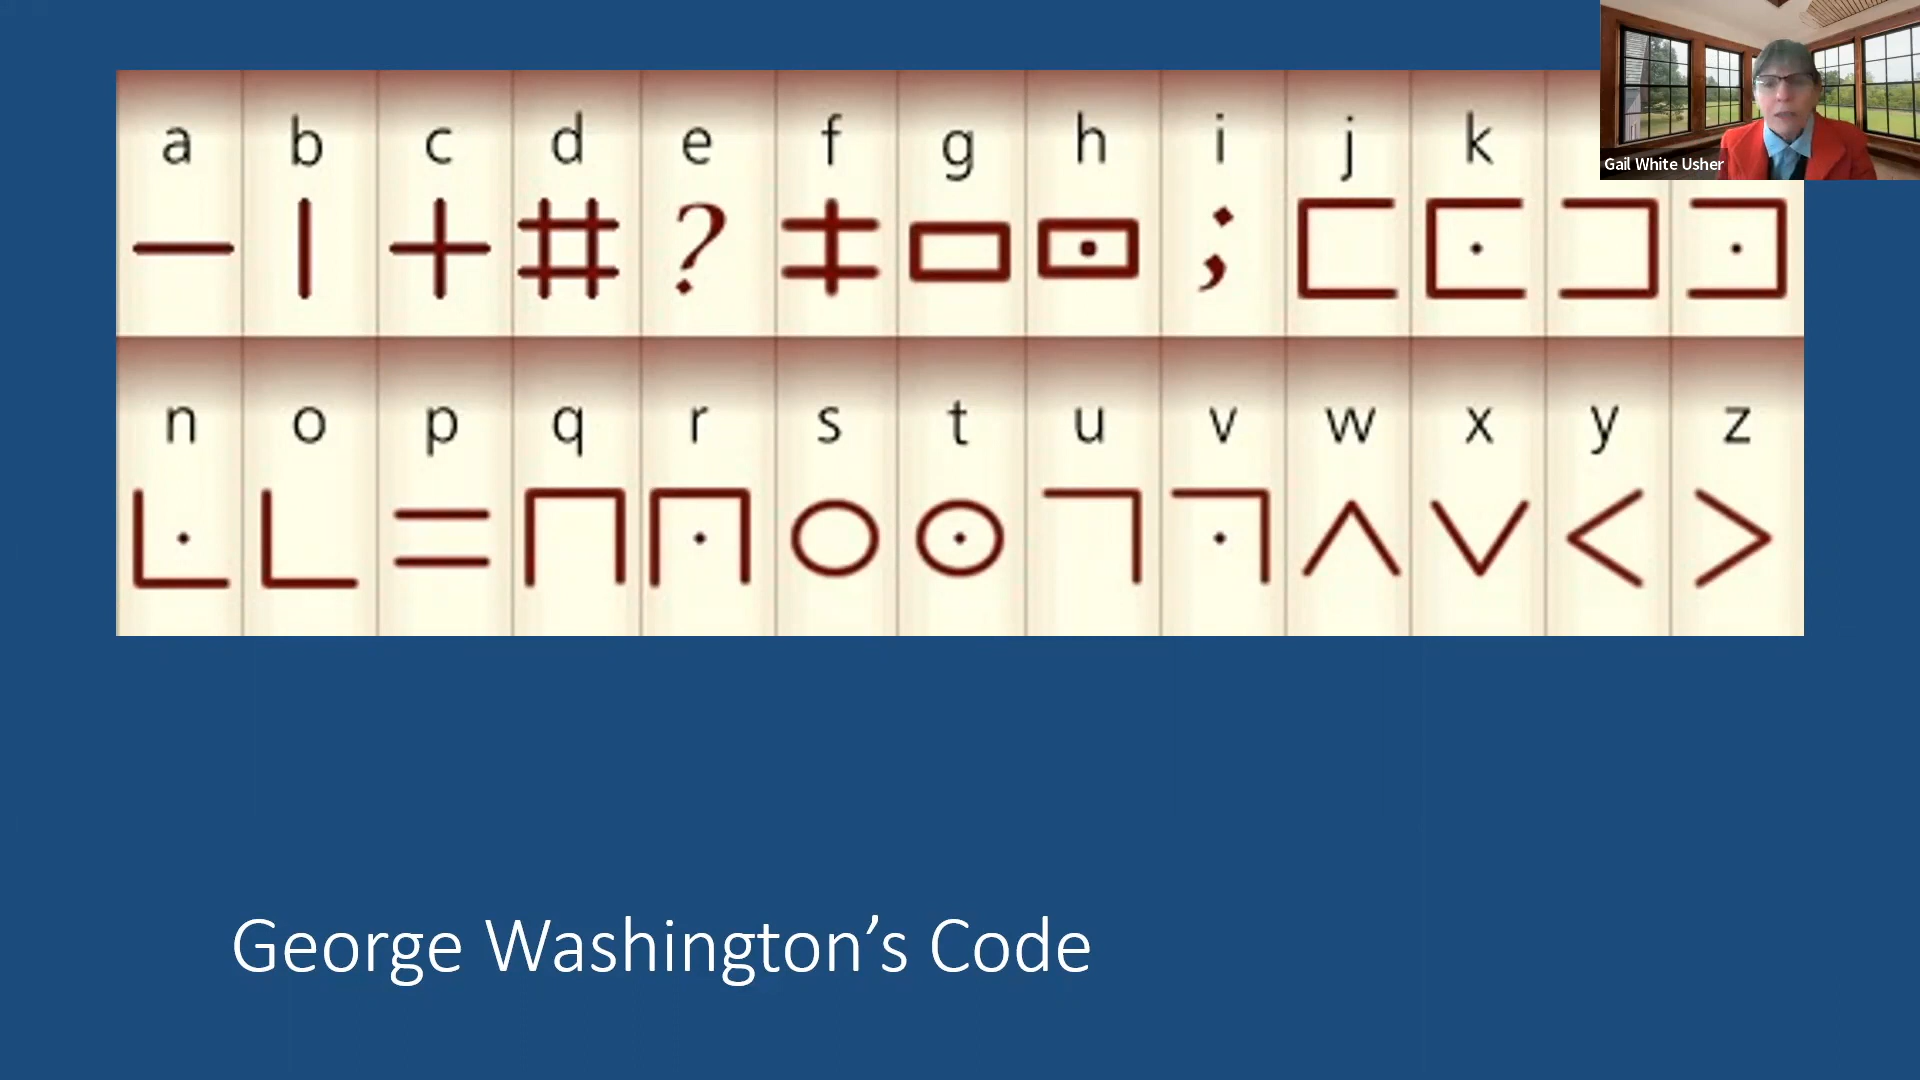 a b c d e f g h i j k
n o p q r s t u v w x y z
George Washington’s Code
Gail White Usher